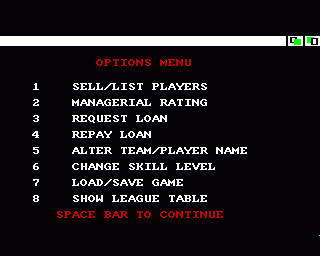 OPTIONS MENU
1 SELL/LIST PLAYERS
2 MANAGERIAL RATING
3 REQUEST LOAN
4 REPAY LOAN
5 ALTER TEAM/PLAYER NAME
6 CHANGE SKILL LEVEL
7 LOAD/SAVE GAME
8 SHOW LEAGUE TABLE
SPACE BAR TO CONTINUE